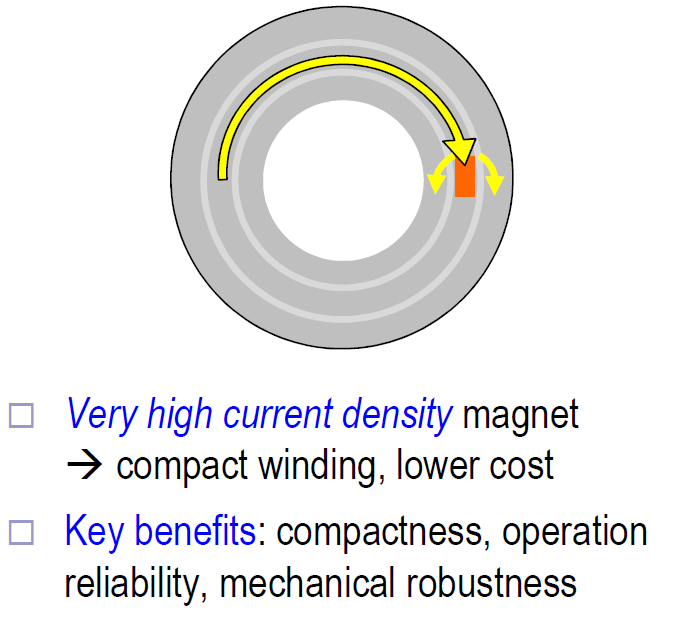 Very high current density magnet
→ compact winding, lower cost
Key benefits: compactness, operation
reliability, mechanical robustness